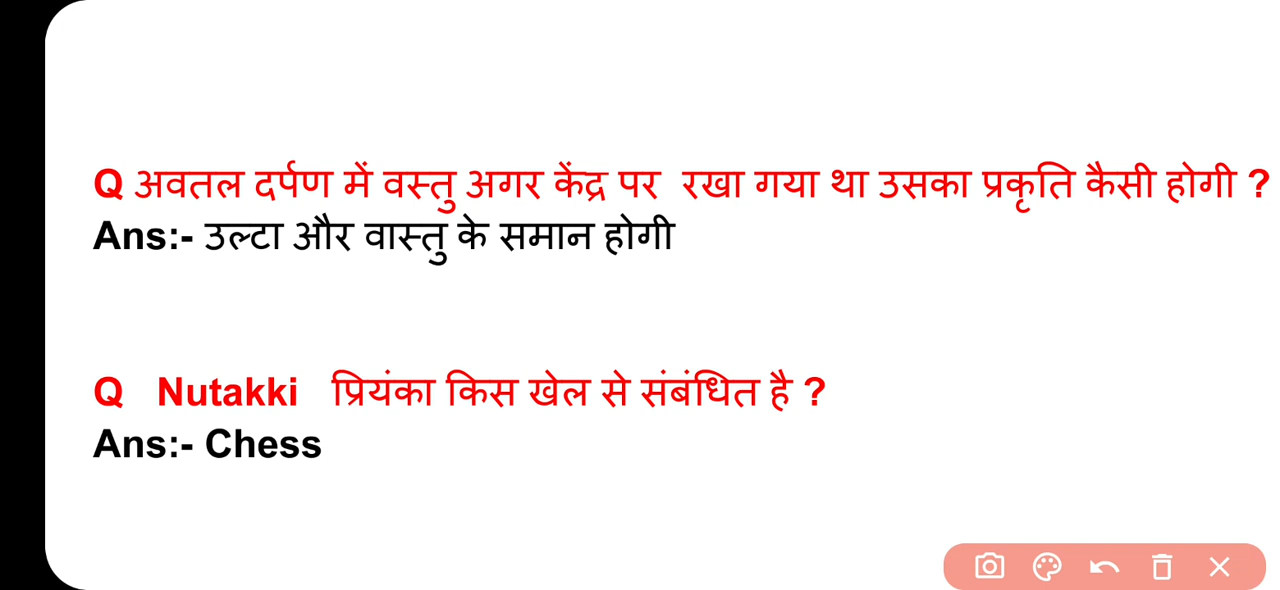 Q अवतल दर्पण में वस्तु अगर केंद्र पर रखा गया था उसका प्रकृति कैसी होगी ?
Ans:- उल्टा और वास्तु के समान होगी
Q Nutakki प्रियंका किस खेल से संबंधित है ?
Ans:- Chess